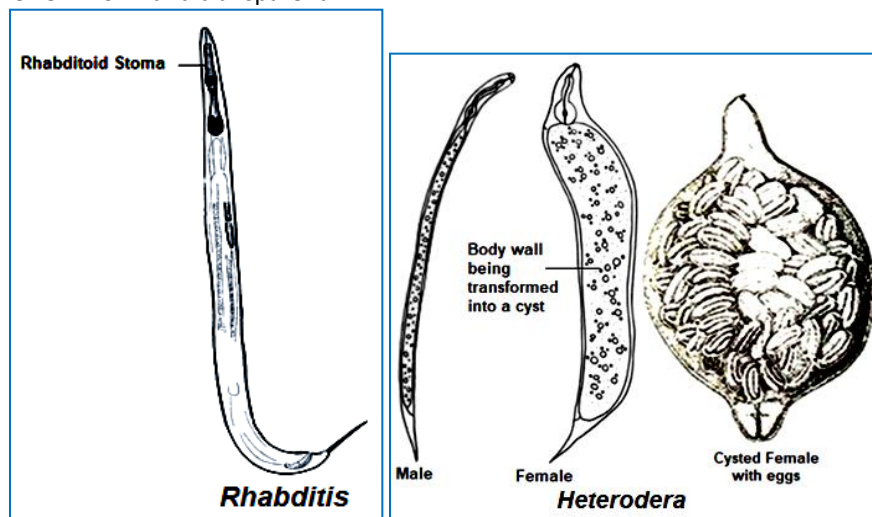 Rhabditoid Stoma
Rhabditis
Body wall
being
transformed
into a cyst
Male
Female
Cysted Female
with eggs
Heterodera